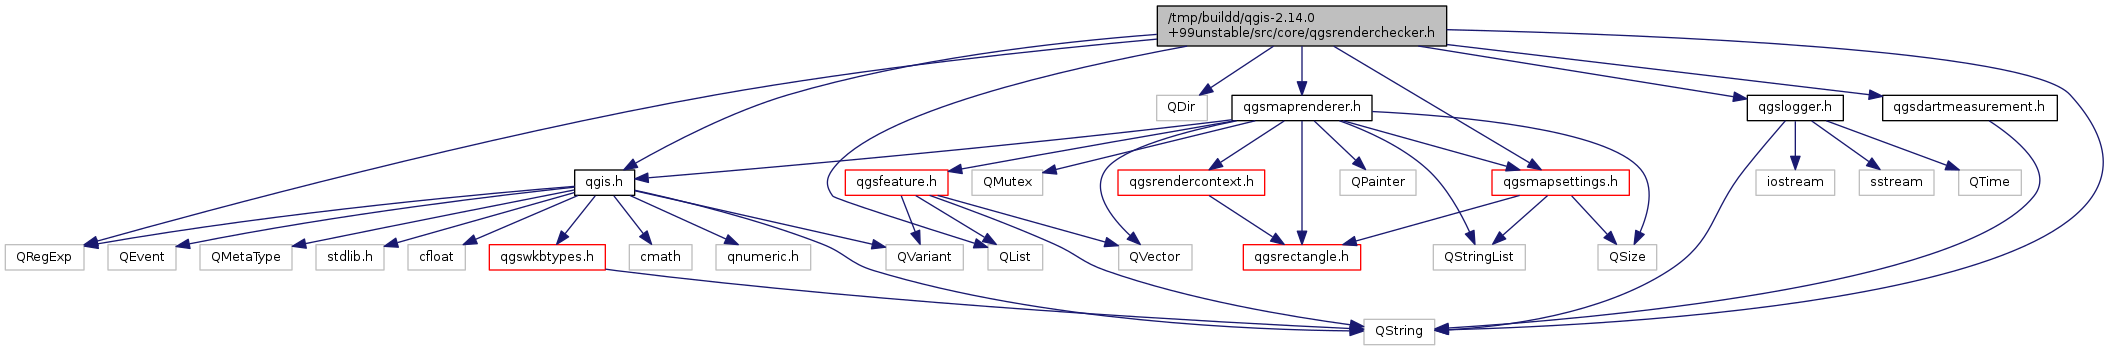 /tmp/buildd/qgis-2.14.0
+99unstable/src/core/qgsrenderchecker.h
QDir
qgsmaprenderer.h
qgslogger.h
qgsdartmeasurement.h
qgis.h
qgsfeature.h
QMutex
qgsrendercontext.h
QPainter
qgsmapsettings.h
iostream
sstream
QTime
QRegExp
QEvent
QMetaType
stdlib.h
cfloat
qgswkbtypes.h
cmath
qnumeric.h
QVariant
QList
QVector
qgsrectangle.h
QStringList
QSize
QString